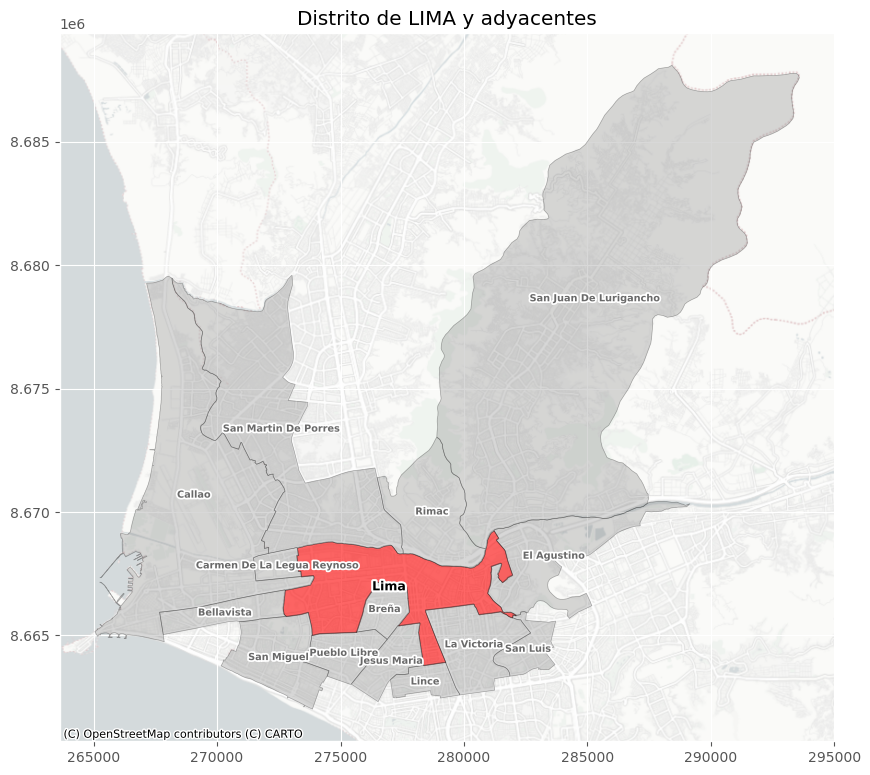 Distrito de LIMA y adyacentes
1e6
8.685
8.680
8.675
8.670
8.665
San Juan De Lurigancho
San Martin De Porres
Callao
Rimac
El Agustino
Carmen De La Legua Reynoso
Lima
Breña
Bellavista
La Victoria
San Luis
Pueblo Libre
San Miguel
Jesus Maria
Lince
(C) OpenStreetMap contributors (C) CARTO
265000 270000 275000 280000 285000 290000 295000